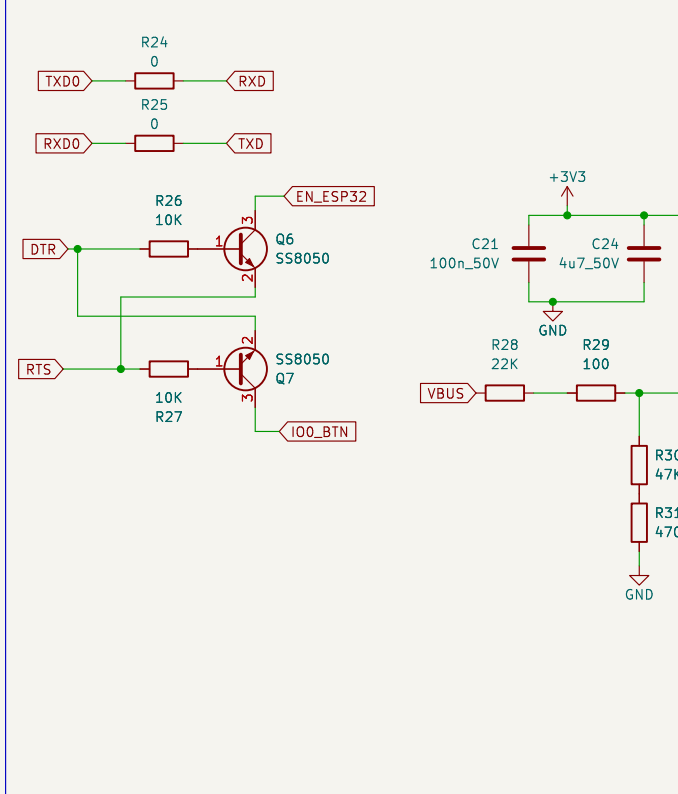 R24
0
TXD0
RXD
R25
0
RXD0
TXD
R26
10K
DTR
1
3
2
EN_ESP32
Q6
SS8050
RTS
10K
R27
1
2
3
SS8050
Q7
IO0_BTN
+3V3
C21
100n_50V
C24
4u7_50V
GND
R28
22K
R29
100
VBUS
47
470
GND